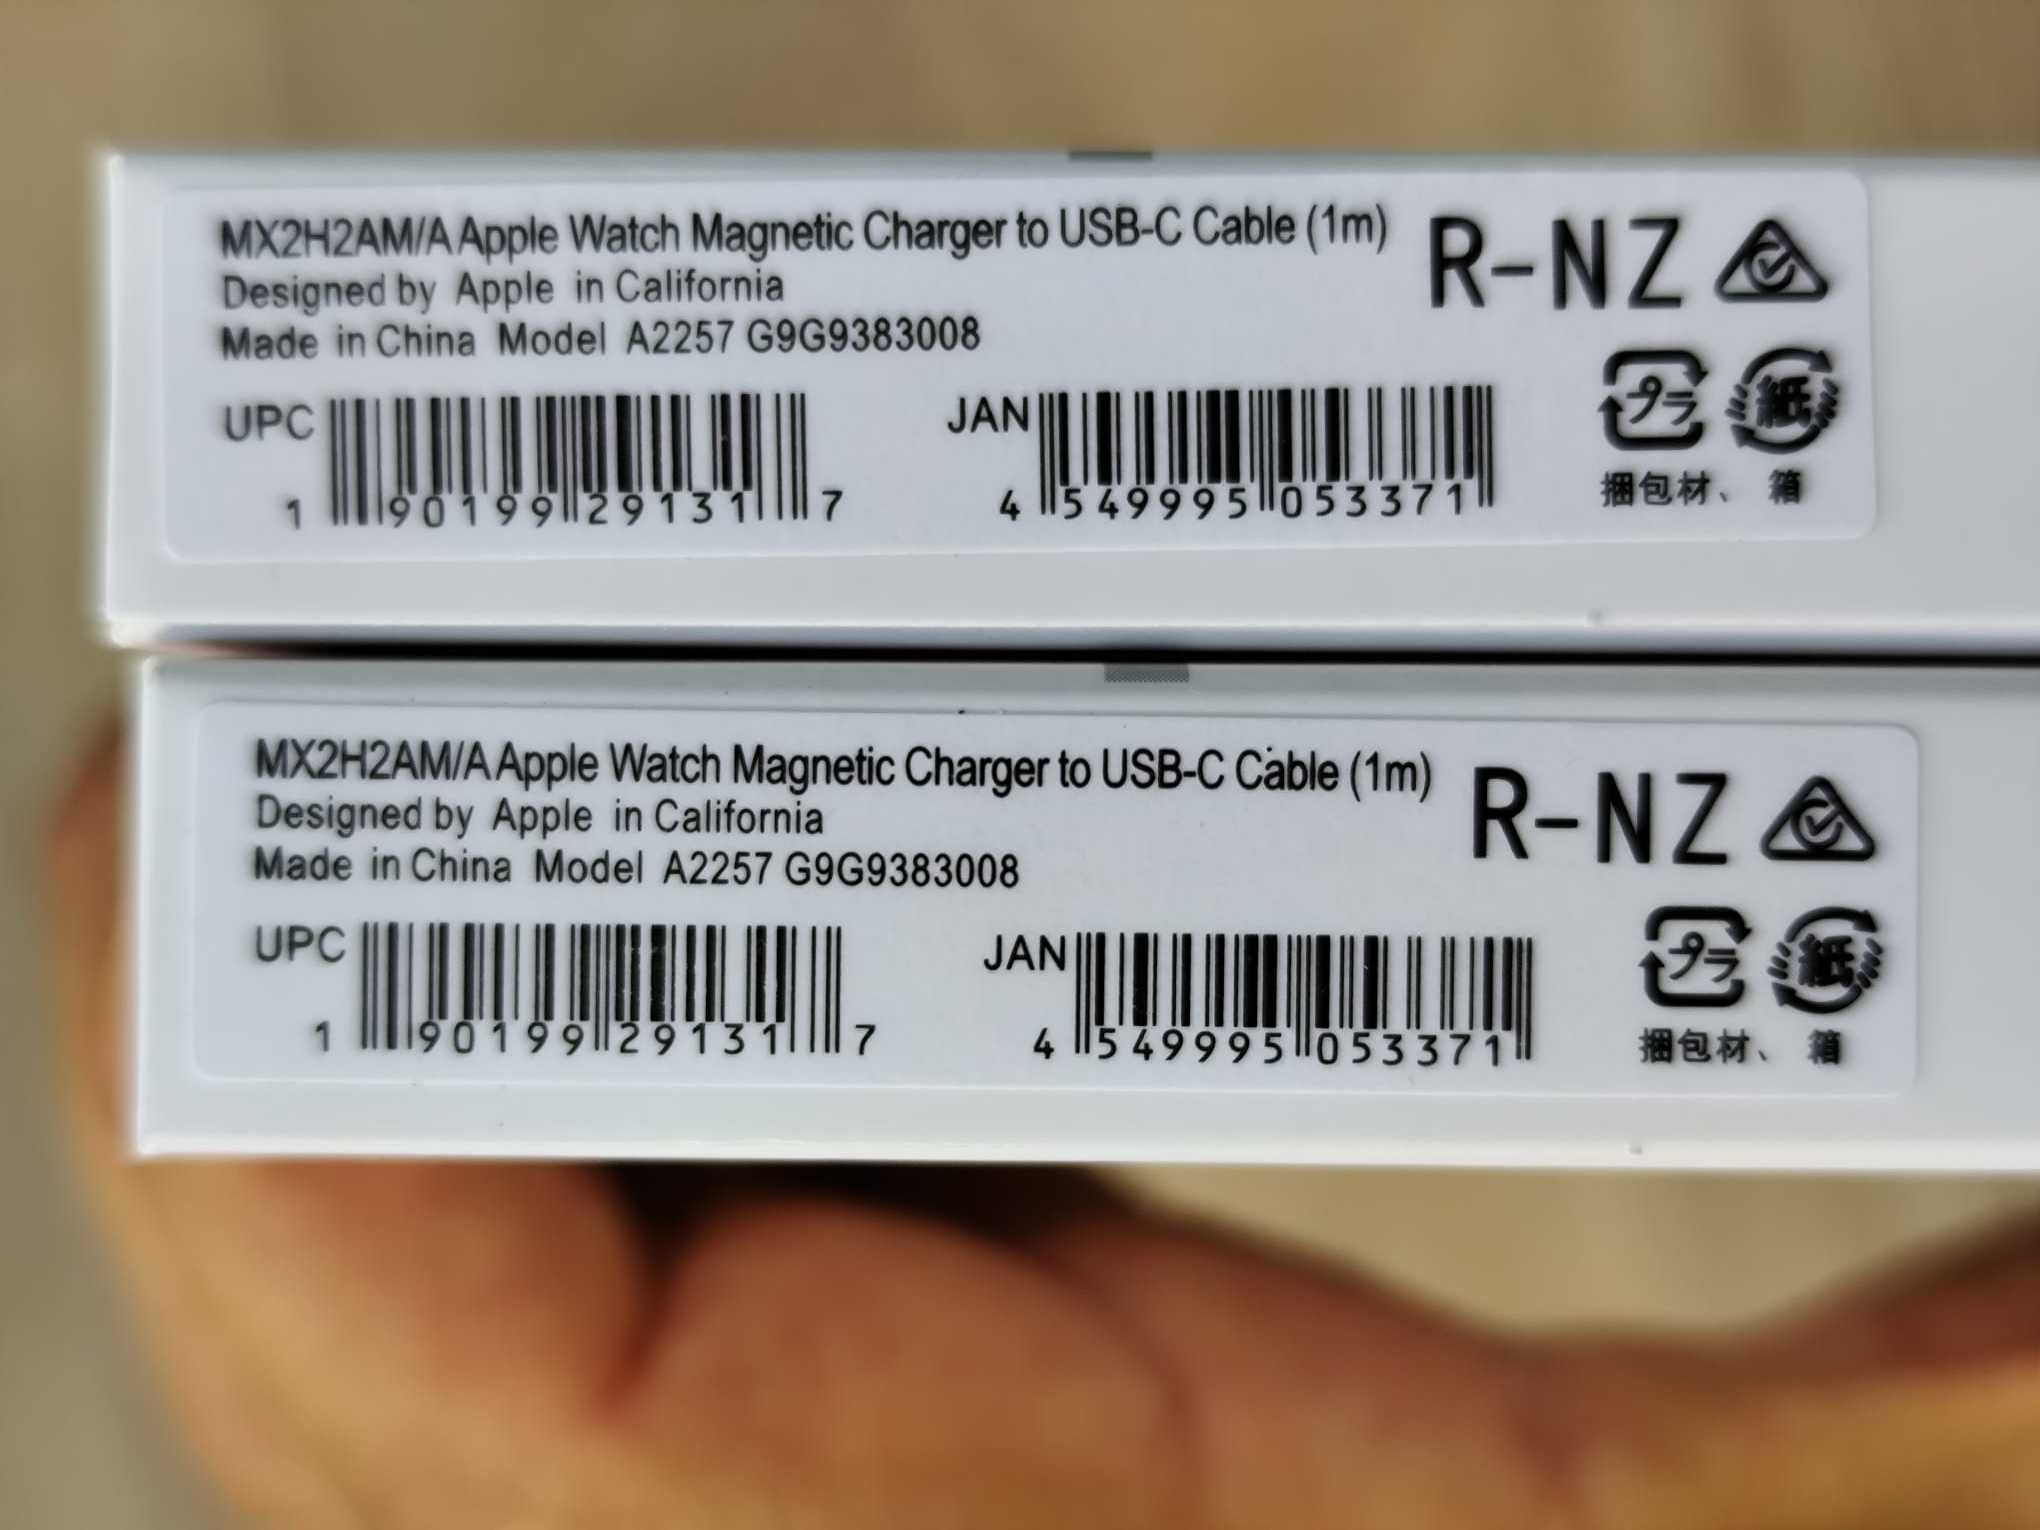 MX2H2AM/A Apple Watch Magnetic Charger to USB-C Cable (1m)
Designed by Apple in California
Made in China Model A2257 G9G9383008
R-NZ
UPC
1 90199 29131 7
JAN
4 549995 053371
プラ 紙
捆包材、 箱
MX2H2AM/A Apple Watch Magnetic Charger to USB-C Cable (1m)
Designed by Apple in California
Made in China Model A2257 G9G9383008
R-NZ
UPC
1 90199 29131 7
JAN
4 549995 053371
プラ 紙
捆包材、 箱